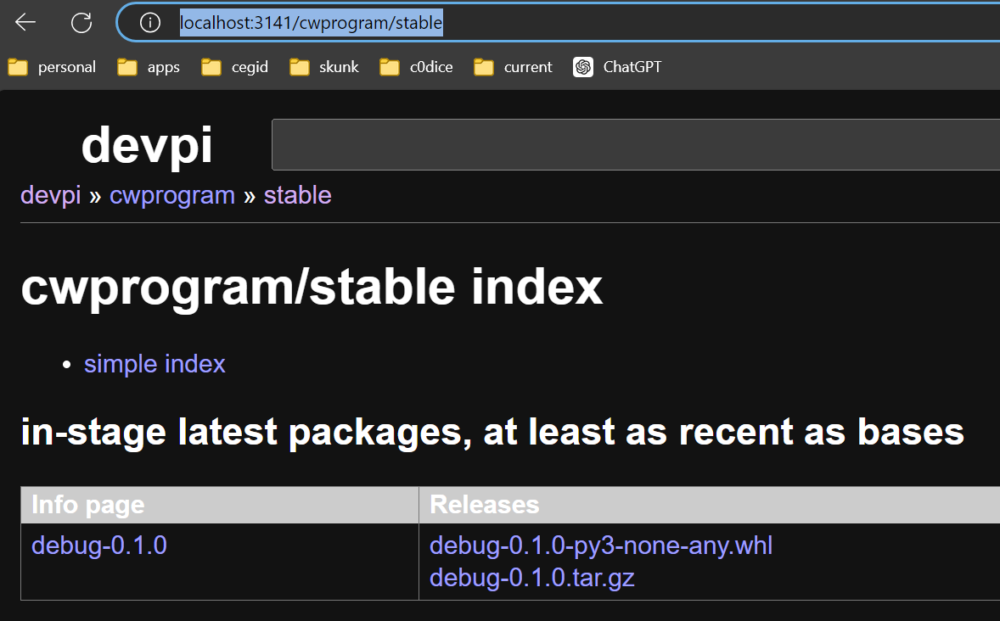 localhost:3141/cwprogram/stable
personal apps cegid skunk c0dice current ChatGPT
devpi
devpi » cwprogram » stable
cwprogram/stable index
• simple index
in-stage latest packages, at least as recent as bases
Info page Releases
debug-0.1.0 debug-0.1.0-py3-none-any.whl
debug-0.1.0.tar.gz